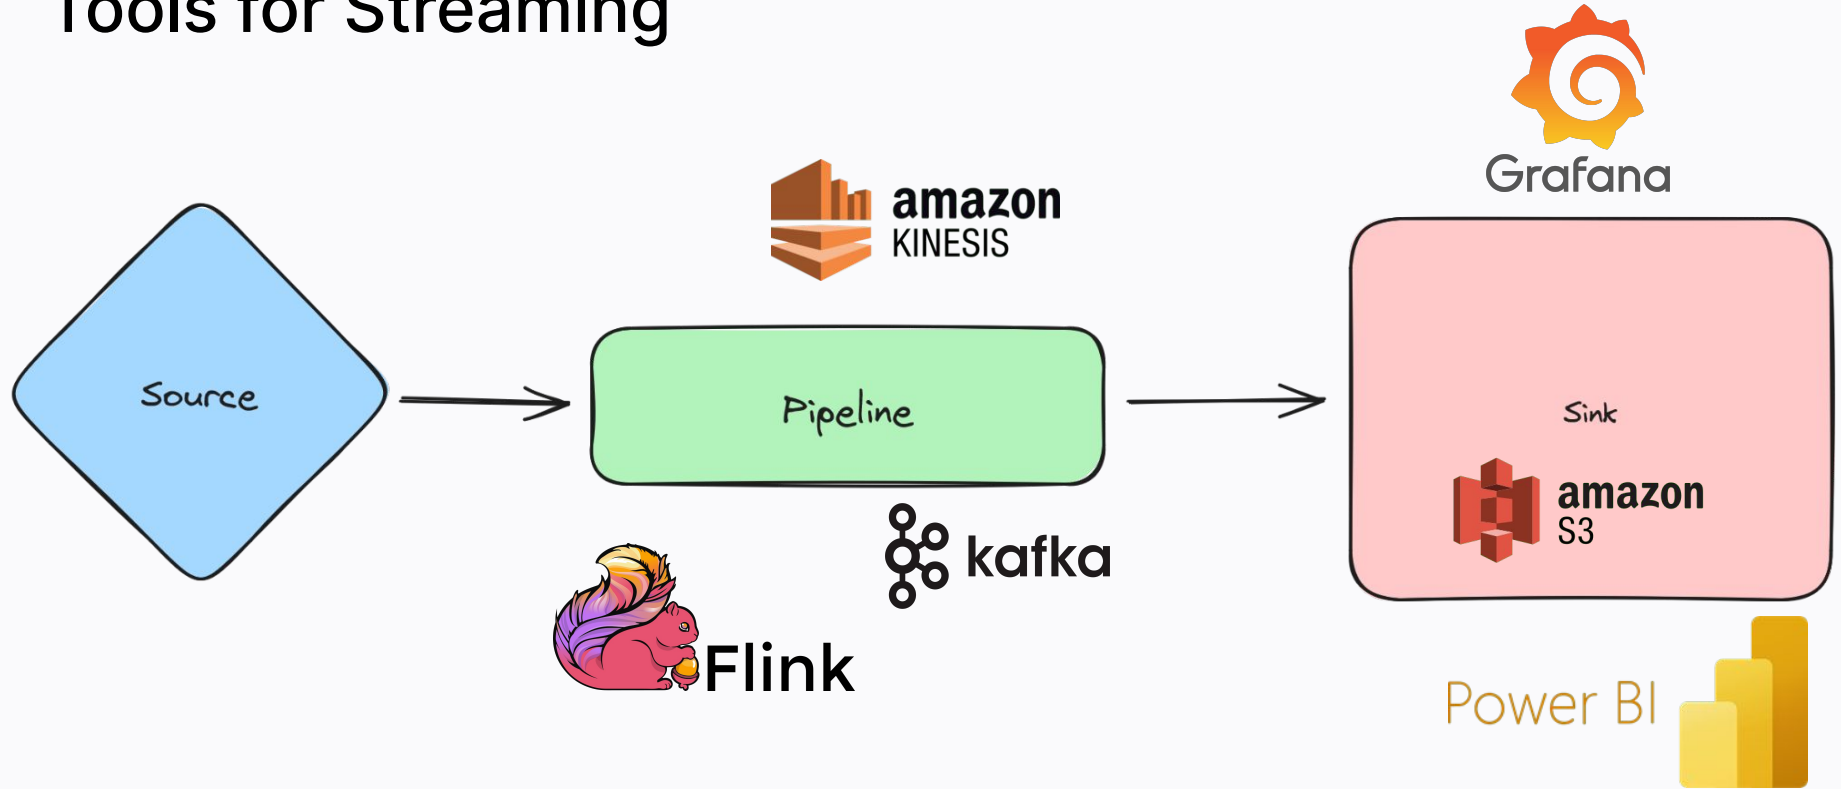 Tools for Streaming
Grafana
amazon
KINESIS
Source
Pipeline
Sink
amazon
S3
kafka
Flink
Power BI